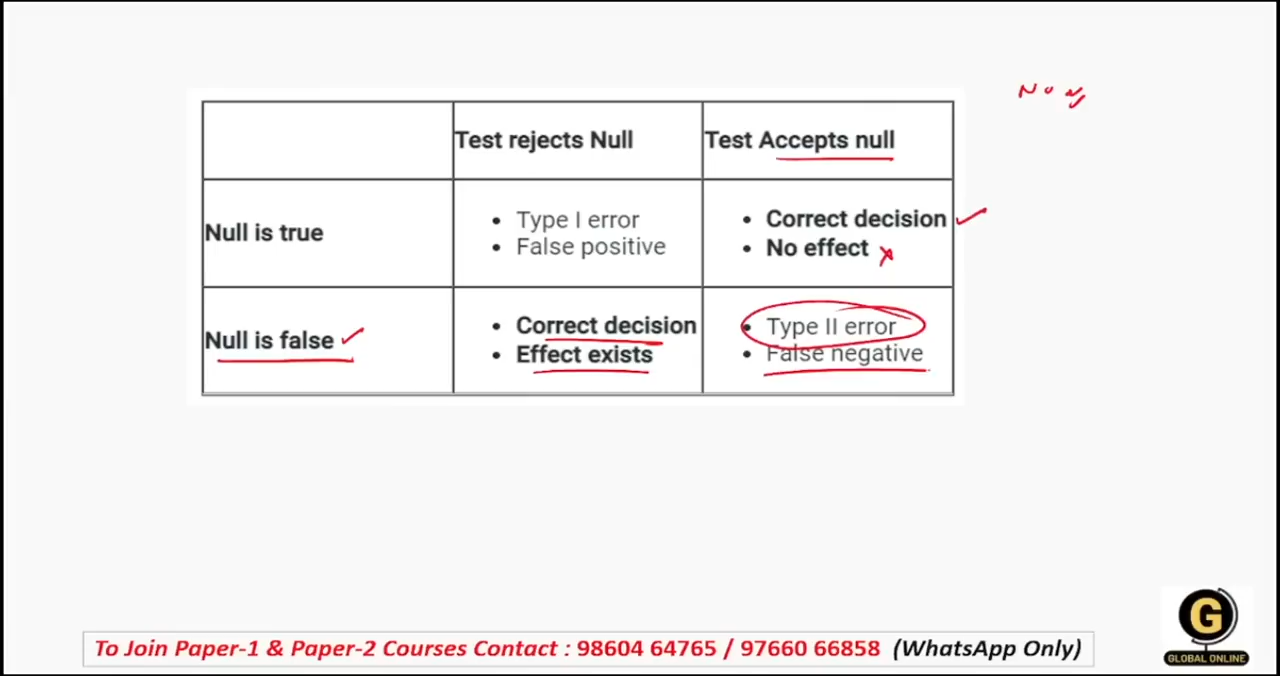 Test rejects Null
Test Accepts null
Null is true
• Type I error
• False positive
• Correct decision
• No effect
Null is false
• Correct decision
• Effect exists
• Type II error
• False negative
To Join Paper-1 & Paper-2 Courses Contact : 98604 64765 / 97660 66858 (WhatsApp Only)
G
GLOBAL ONLINE